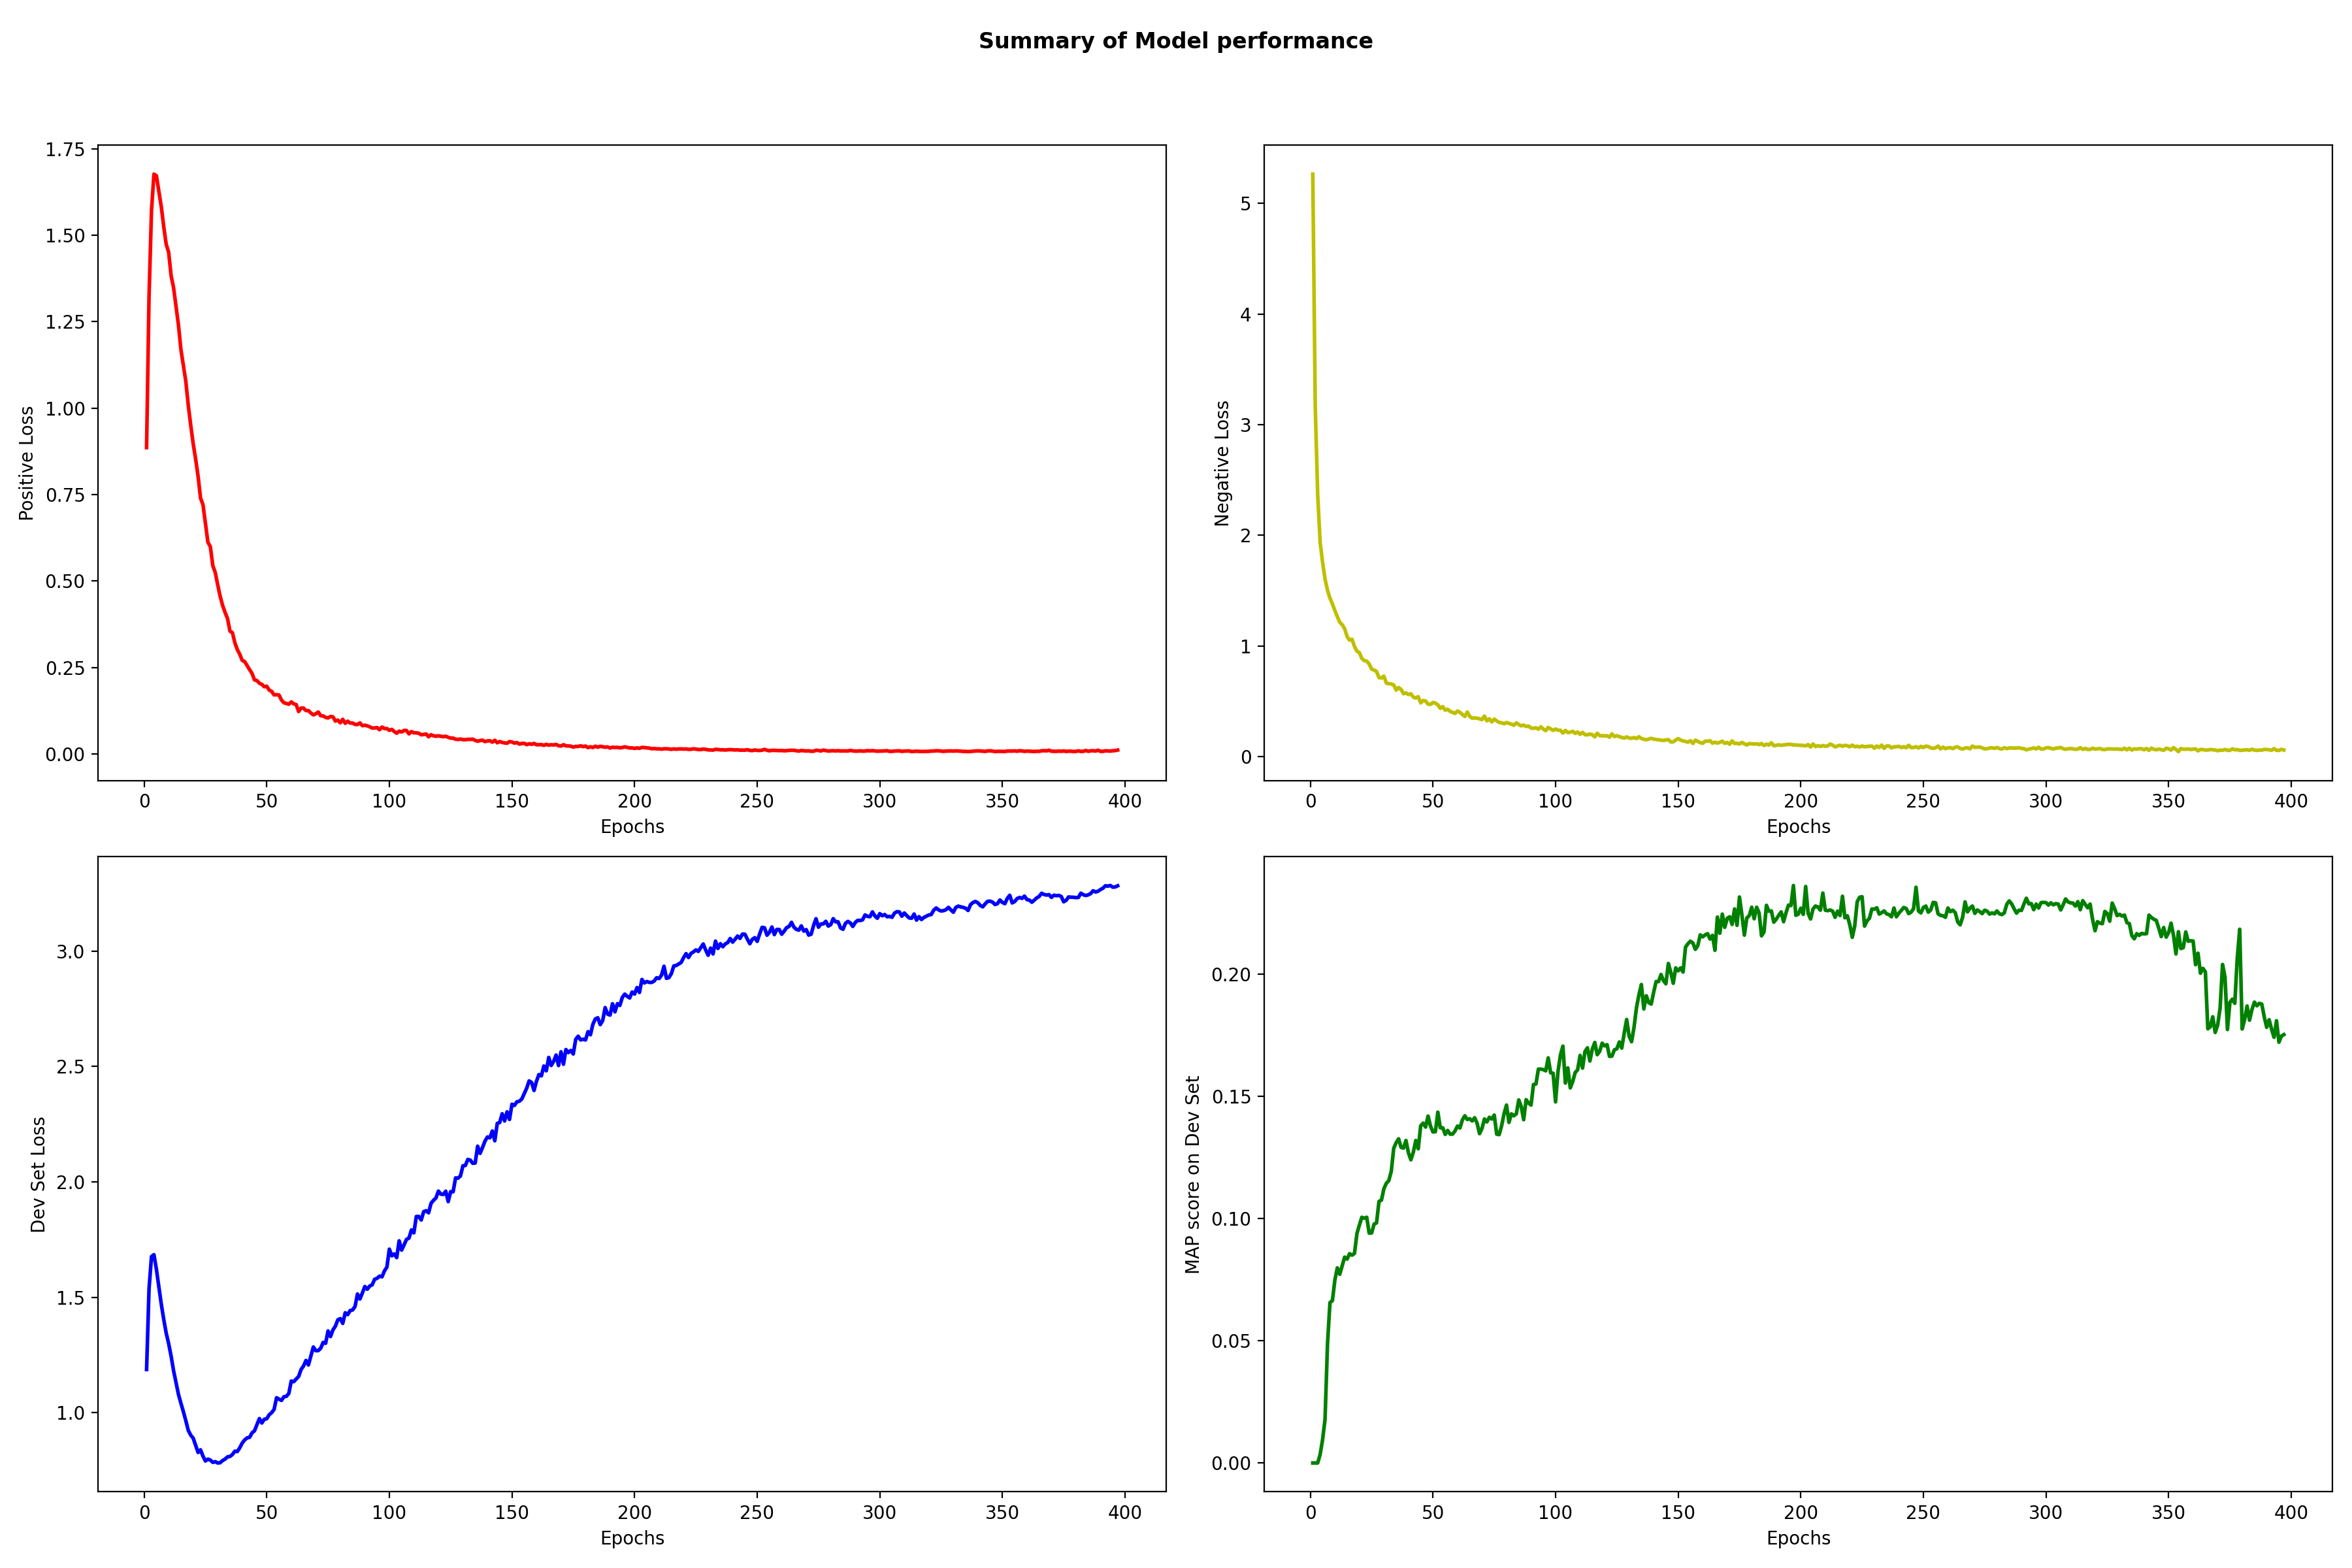 Summary of Model performance
1.75
1.50
1.25
1.00
0.75
0.50
0.25
0.00
Positive Loss
0 50 100 150 200 250 300 350 400
Epochs
5
4
3
2
1
0
Negative Loss
0 50 100 150 200 250 300 350 400
Epochs
3.0
2.5
2.0
1.5
1.0
Dev Set Loss
0 50 100 150 200 250 300 350 400
Epochs
0.20
0.15
0.10
0.05
0.00
MAP score on Dev Set
0 50 100 150 200 250 300 350 400
Epochs